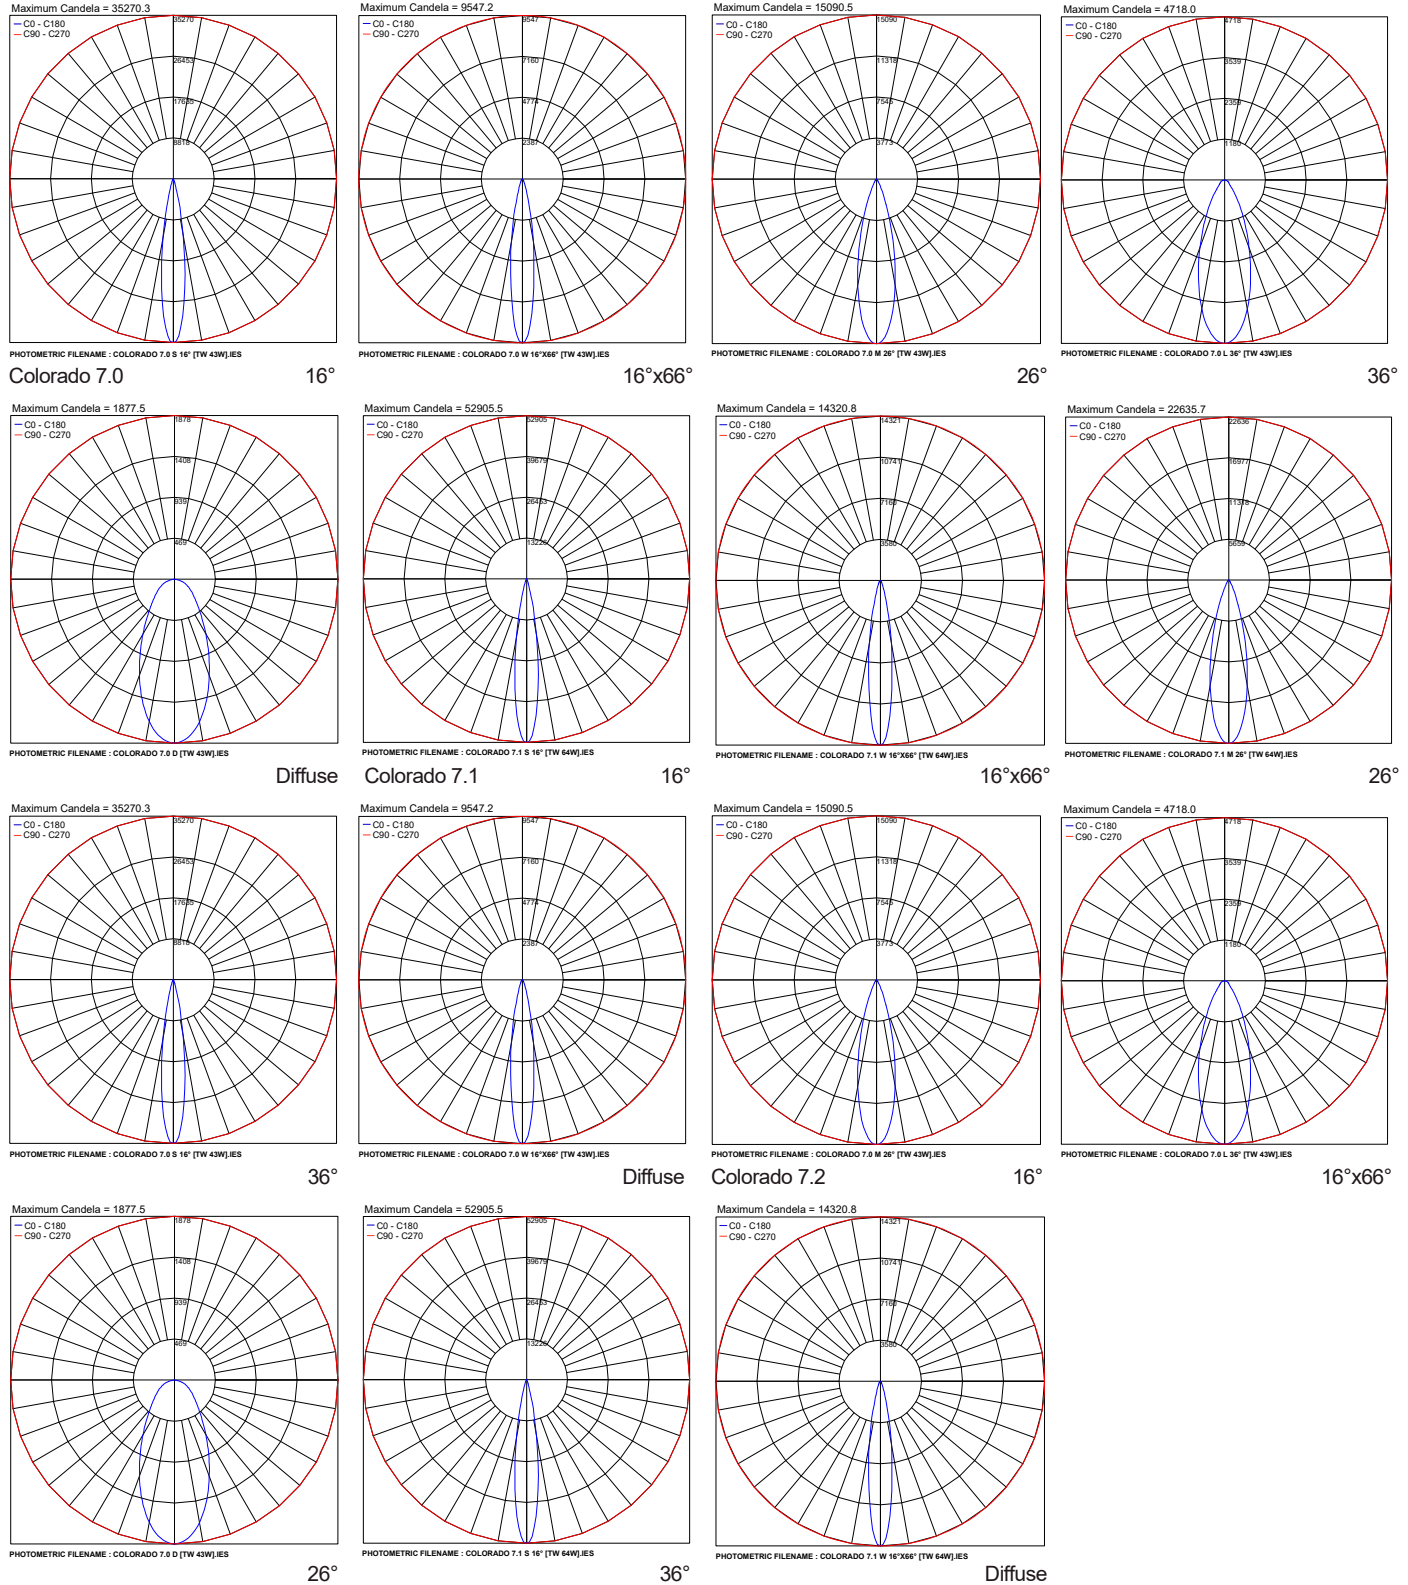 Maximum Candela = 35270.3
C0 - C180
C90 - C270
35270
26453
17635
8818
PHOTOMETRIC FILENAME : COLORADO 7.0 S 16° [TW 43W].IES
Colorado 7.0 16°
Maximum Candela = 9547.2
C0 - C180
C90 - C270
9547
7160
4774
2387
PHOTOMETRIC FILENAME : COLORADO 7.0 W 16°X66° [TW 43W].IES
16°x66°
Maximum Candela = 15090.5
C0 - C180
C90 - C270
15090
11318
7545
3773
PHOTOMETRIC FILENAME : COLORADO 7.0 M 26° [TW 43W].IES
26°
Maximum Candela = 4718.0
C0 - C180
C90 - C270
4718
3539
2359
1180
PHOTOMETRIC FILENAME : COLORADO 7.0 L 36° [TW 43W].IES
36°
Maximum Candela = 1877.5
C0 - C180
C90 - C270
1878
1408
939
469
PHOTOMETRIC FILENAME : COLORADO 7.0 D [TW 43W].IES
Diffuse
Maximum Candela = 52905.5
C0 - C180
C90 - C270
52905
39679
26453
13226
PHOTOMETRIC FILENAME : COLORADO 7.1 S 16° [TW 64W].IES
Colorado 7.1 16°
Maximum Candela = 14320.8
C0 - C180
C90 - C270
14321
10741
7160
3580
PHOTOMETRIC FILENAME : COLORADO 7.1 W 16°X66° [TW 64W].IES
16°x66°
Maximum Candela = 22635.7
C0 - C180
C90 - C270
22636
16977
11318
5659
PHOTOMETRIC FILENAME : COLORADO 7.1 M 26° [TW 64W].IES
26°
Maximum Candela = 35270.3
C0 - C180
C90 - C270
35270
26453
17635
8818
PHOTOMETRIC FILENAME : COLORADO 7.0 S 16° [TW 43W].IES
36°
Maximum Candela = 9547.2
C0 - C180
C90 - C270
9547
7160
4774
2387
PHOTOMETRIC FILENAME : COLORADO 7.0 W 16°X66° [TW 43W].IES
Diffuse
Maximum Candela = 15090.5
C0 - C180
C90 - C270
15090
11318
7545
3773
PHOTOMETRIC FILENAME : COLORADO 7.0 M 26° [TW 43W].IES
Colorado 7.2 16°
Maximum Candela = 4718.0
C0 - C180
C90 - C270
4718
3539
2359
1180
PHOTOMETRIC FILENAME : COLORADO 7.0 L 36° [TW 43W].IES
16°x66°
Maximum Candela = 1877.5
C0 - C180
C90 - C270
1878
1408
939
469
PHOTOMETRIC FILENAME : COLORADO 7.0 D [TW 43W].IES
26°
Maximum Candela = 52905.5
C0 - C180
C90 - C270
52905
39679
26453
13226
PHOTOMETRIC FILENAME : COLORADO 7.1 S 16° [TW 64W].IES
36°
Maximum Candela = 14320.8
C0 - C180
C90 - C270
14321
10741
7160
3580
PHOTOMETRIC FILENAME : COLORADO 7.1 W 16°X66° [TW 64W].IES
Diffuse